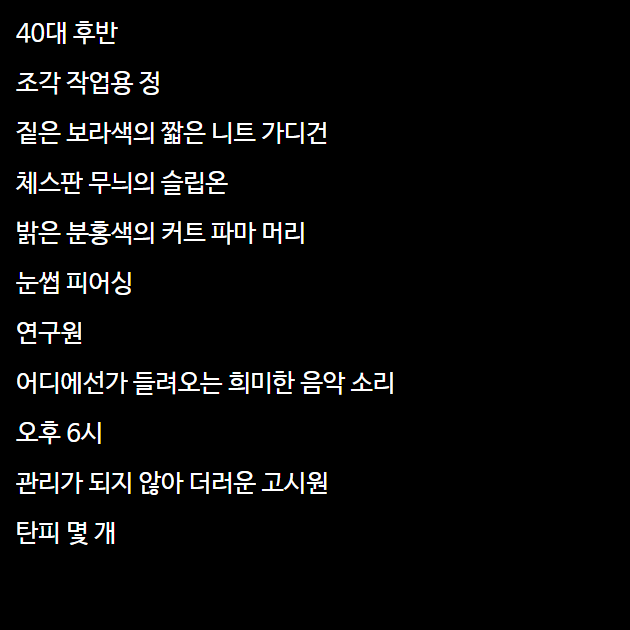 40대 후반
조각 작업용 정
짙은 보라색의 짧은 니트 가디건
체스판 무늬의 슬립온
밝은 분홍색의 커트 파마 머리
눈썹 피어싱
연구원
어디에선가 들려오는 희미한 음악 소리
오후 6시
관리가 되지 않아 더러운 고시원
탄피 몇 개